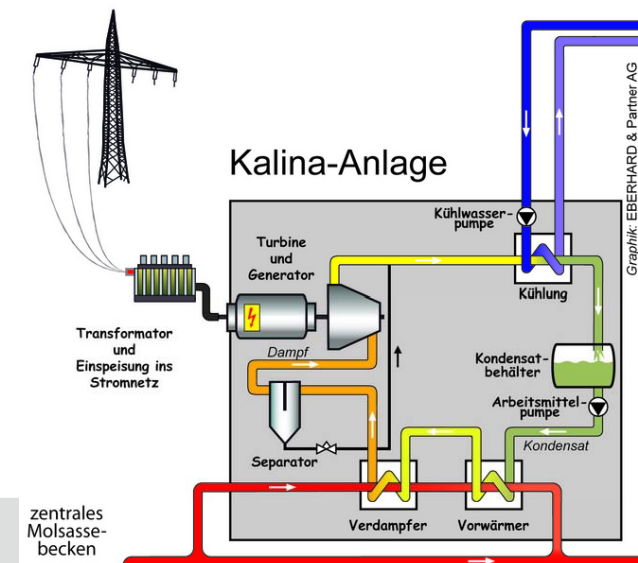 Kalina-Anlage
Graphik: EBERHARD & Partner AG
Kühlwasser-
pumpe
Turbine
und
Generator
Kühlung
Transformator
und
Einspeisung ins
Stromnetz
Dampf
Kondensat-
behälter
Arbeitsmittel-
pumpe
Kondensat
Separator
Verdampfer
Vorwärmer
zentrales
Molsasse-
becken